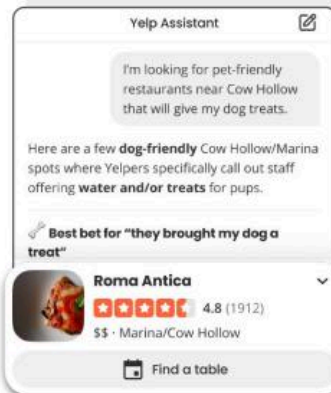 Yelp Assistant
I'm looking for pet-friendly
restaurants near Cow Hollow
that will give my dog treats.
Here are a few dog-friendly Cow Hollow/Marina
spots where Yelpers specifically call out staff
offering water and/or treats for pups.
Best bet for "they brought my dog a
treat"
Roma Antica
4.8 (1912)
$$ · Marina/Cow Hollow
Find a table